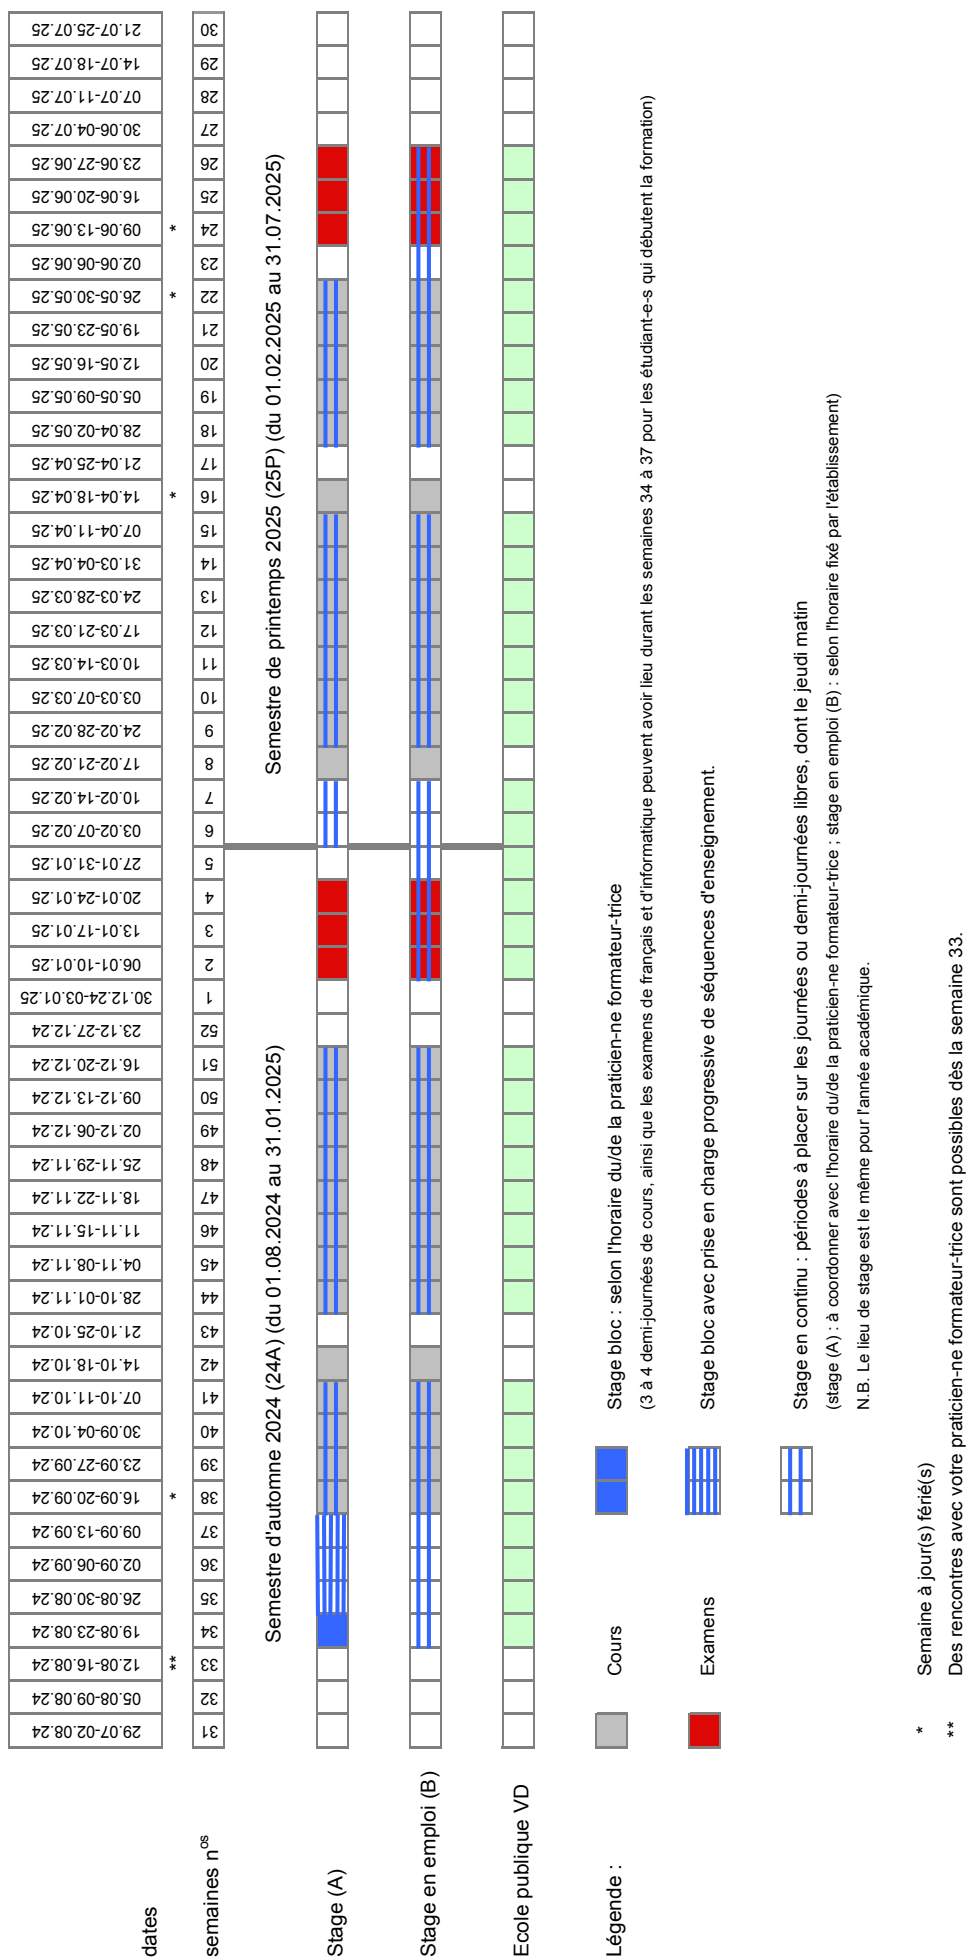 dates
29.07-02.08.24
05.08-09.08.24
12.08-16.08.24
19.08-23.08.24
26.08-30.08.24
02.09-06.09.24
09.09-13.09.24
16.09-20.09.24
23.09-27.09.24
30.09-04.10.24
07.10-11.10.24
14.10-18.10.24
21.10-25.10.24
28.10-01.11.24
04.11-08.11.24
11.11-15.11.24
18.11-22.11.24
25.11-29.11.24
02.12-06.12.24
09.12-13.12.24
16.12-20.12.24
23.12-27.12.24
30.12.24-03.01.25
06.01-10.01.25
13.01-17.01.25
20.01-24.01.25
27.01-31.01.25
03.02-07.02.25
10.02-14.02.25
17.02-21.02.25
24.02-28.02.25
03.03-07.03.25
10.03-14.03.25
17.03-21.03.25
24.03-28.03.25
31.03-04.04.25
07.04-11.04.25
14.04-18.04.25
21.04-25.04.25
28.04-02.05.25
05.05-09.05.25
12.05-16.05.25
19.05-23.05.25
26.05-30.05.25
02.06-06.06.25
09.06-13.06.25
16.06-20.06.25
23.06-27.06.25
30.06-04.07.25
07.07-11.07.25
14.07-18.07.25
21.07-25.07.25
** * * * *
semaines nos 31 32 33 34 35 36 37 38 39 40 41 42 43 44 45 46 47 48 49 50 51 52 1 2 3 4 5 6 7 8 9 10 11 12 13 14 15 16 17 18 19 20 21 22 23 24 25 26 27 28 29 30
Semestre d'automne 2024 (24A) (du 01.08.2024 au 31.01.2025)
Semestre de printemps 2025 (25P) (du 01.02.2025 au 31.07.2025)
Stage (A)
Stage en emploi (B)
Ecole publique VD
Légende :
Cours
Stage bloc : selon l'horaire du/de la praticien-ne formateur-trice
(3 à 4 demi-journées de cours, ainsi que les examens de français et d'informatique peuvent avoir lieu durant les semaines 34 à 37 pour les étudiant-e-s qui débutent la formation)
Examens
Stage bloc avec prise en charge progressive de séquences d'enseignement.
Stage en continu : périodes à placer sur les journées ou demi-journées libres, dont le jeudi matin
(stage (A) : à coordonner avec l'horaire du/de la praticien-ne formateur-trice ; stage en emploi (B) : selon l'horaire fixé par l'établissement)
N.B. Le lieu de stage est le même pour l'année académique.
* Semaine à jour(s) férié(s)
** Des rencontres avec votre praticien-ne formateur-trice sont possibles dès la semaine 33.